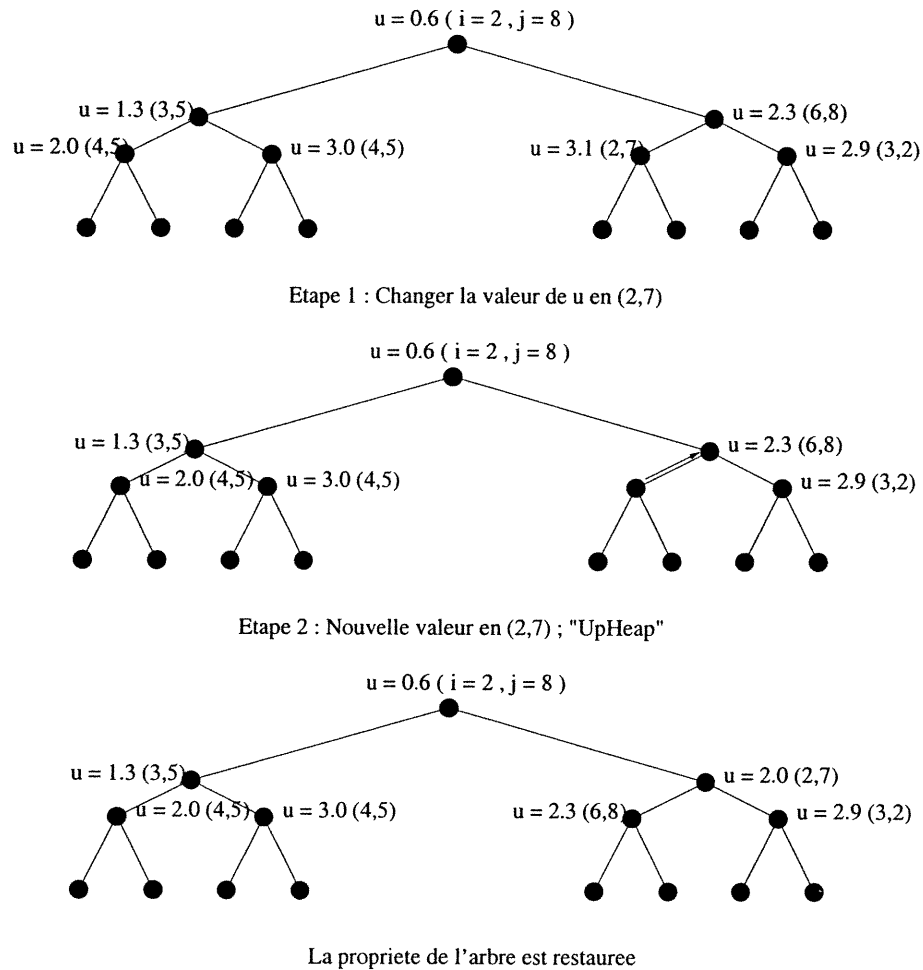 u = 0.6 ( i = 2 , j = 8 )
u = 1.3 (3,5)
u = 2.3 (6,8)
u = 2.0 (4,5)
u = 3.0 (4,5)
u = 3.1 (2,7)
u = 2.9 (3,2)
Etape 1 : Changer la valeur de u en (2,7)
u = 0.6 ( i = 2 , j = 8 )
u = 1.3 (3,5)
u = 2.3 (6,8)
u = 2.0 (4,5)
u = 3.0 (4,5)
u = 2.9 (3,2)
Etape 2 : Nouvelle valeur en (2,7) ; "UpHeap"
u = 0.6 ( i = 2 , j = 8 )
u = 1.3 (3,5)
u = 2.0 (2,7)
u = 2.0 (4,5)
u = 3.0 (4,5)
u = 2.3 (6,8)
u = 2.9 (3,2)
La propriete de l'arbre est restauree